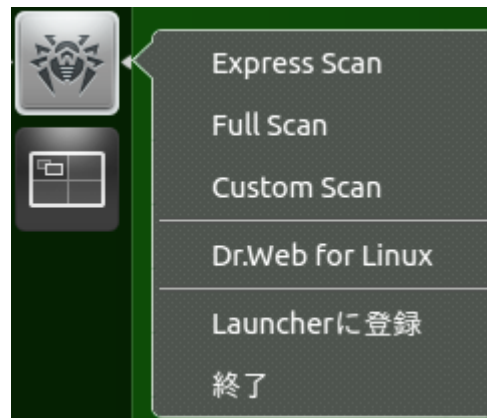 Express Scan
Full Scan
Custom Scan
Dr.Web for Linux
Launcherに登録
終了